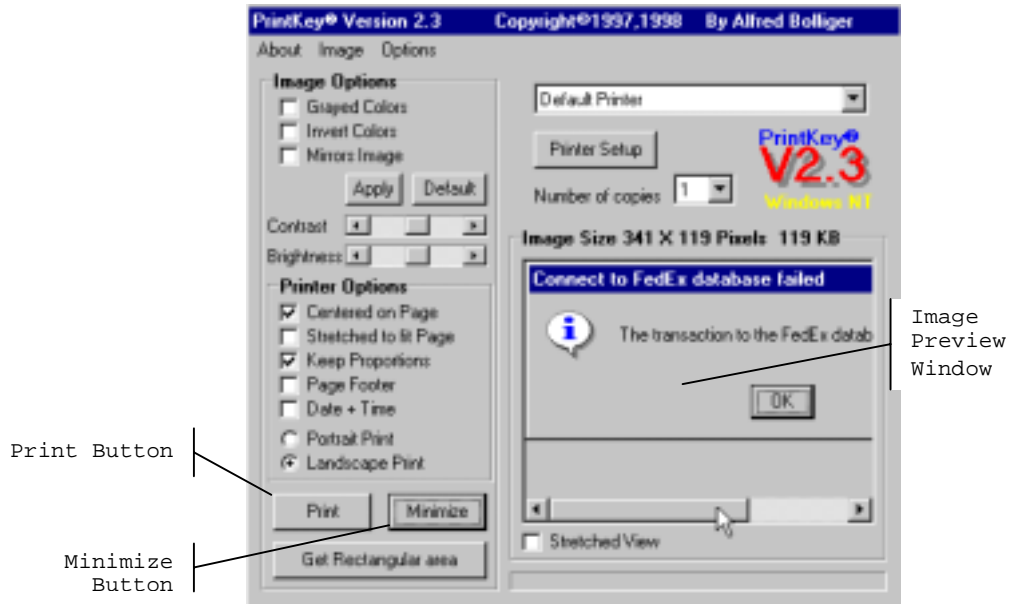 PrintKey® Version 2.3 Copyright©1997,1998 By Alfred Bolliger
About Image Options
Image Options
Grayed Colors
Invert Colors
Mirrors Image
Apply Default
Contrast
Brightness
Printer Options
Centered on Page
Stretched to fit Page
Keep Proportions
Page Footer
Date + Time
Portrait Print
Landscape Print
Print Minimize
Get Rectangular area
Default Printer
Printer Setup
Number of copies 1
PrintKey®
V2.3
Windows NT
Image Size 341 X 119 Pixels 119 KB
Connect to FedEx database failed
The transaction to the FedEx datab
OK
Stretched View
Image
Preview
Window
Print Button
Minimize
Button